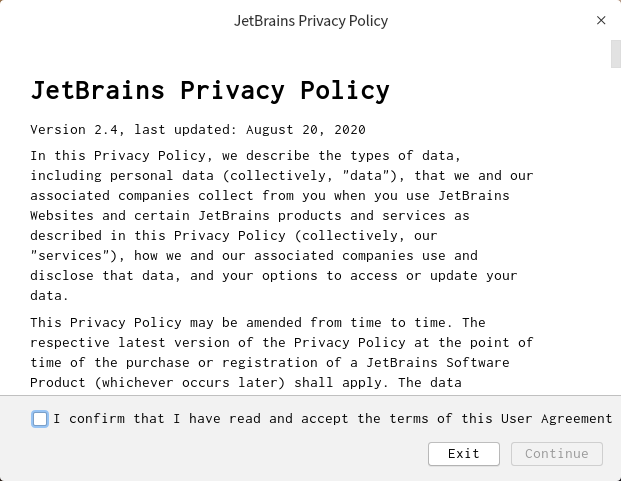 JetBrains Privacy Policy
JetBrains Privacy Policy
Version 2.4, last updated: August 20, 2020
In this Privacy Policy, we describe the types of data,
including personal data (collectively, "data"), that we and our
associated companies collect from you when you use JetBrains
Websites and certain JetBrains products and services as
described in this Privacy Policy (collectively, our
"services"), how we and our associated companies use and
disclose that data, and your options to access or update your
data.
This Privacy Policy may be amended from time to time. The
respective latest version of the Privacy Policy at the point of
time of the purchase or registration of a JetBrains Software
Product (whichever occurs later) shall apply. The data
I confirm that I have read and accept the terms of this User Agreement
Exit
Continue